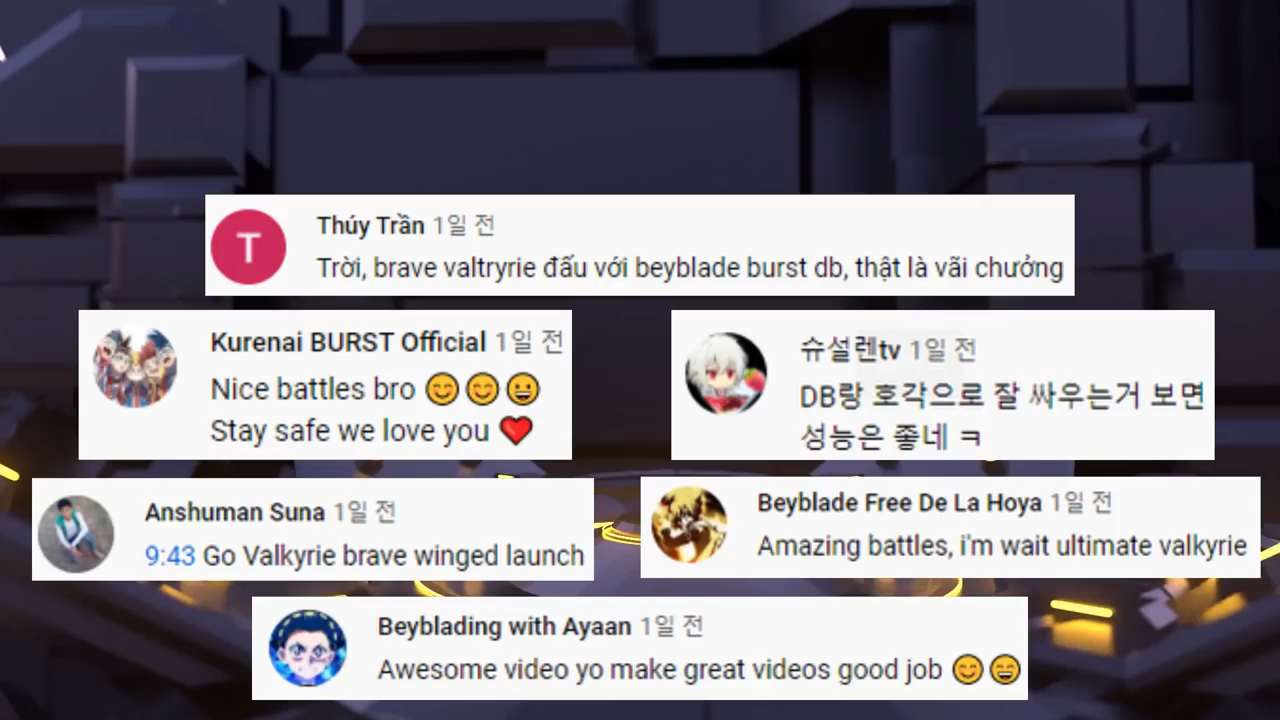 T
Thúy Trần 1일 전
Trời, brave valtryrie đấu với beyblade burst db, thật là vãi chưởng
Kurenai BURST Official 1일 전
Nice battles bro 😊😊😀
Stay safe we love you ❤️
슈설렌tv 1일 전
DB랑 호각으로 잘 싸우는거 보면
성능은 좋네 ㅋ
Anshuman Suna 1일 전
9:43 Go Valkyrie brave winged launch
Beyblade Free De La Hoya 1일 전
Amazing battles, i'm wait ultimate valkyrie
Beyblading with Ayaan 1일 전
Awesome video yo make great videos good job 😊😄